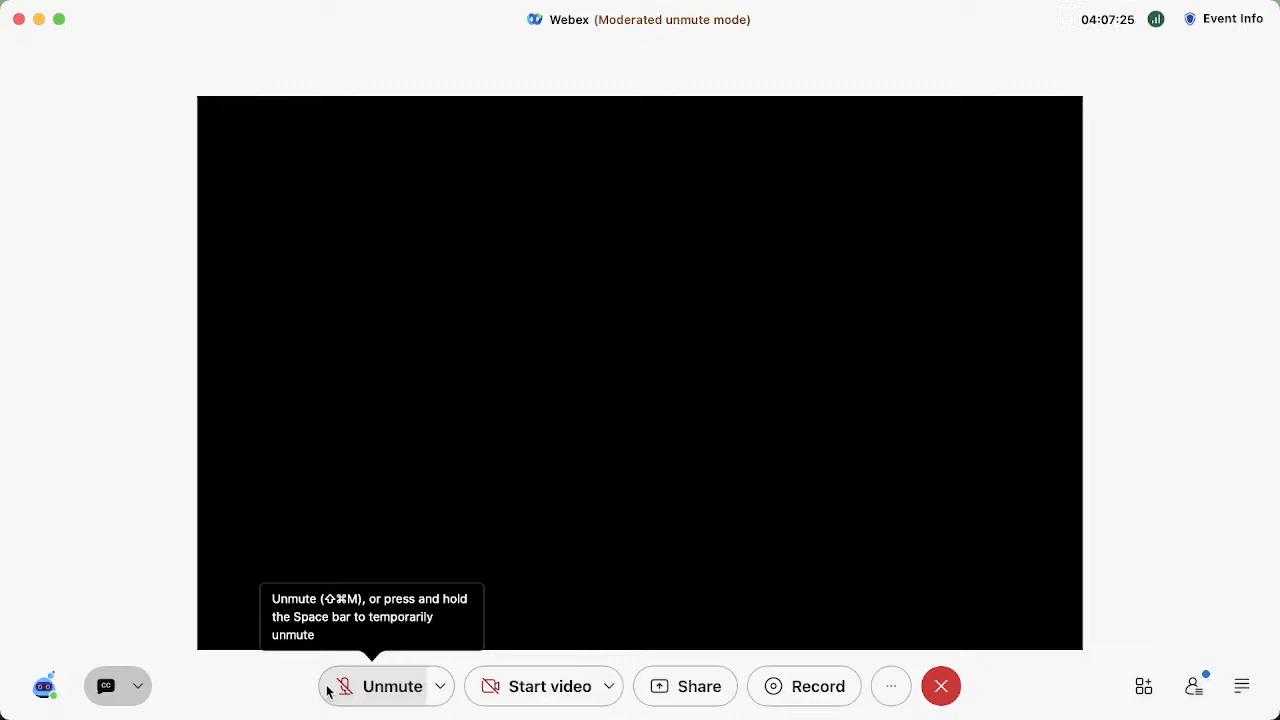 Webex (Moderated unmute mode)
04:07:25
Event Info
Unmute (⇧⌘M), or press and hold
the Space bar to temporarily
unmute
CC
Unmute
Start video
Share
Record